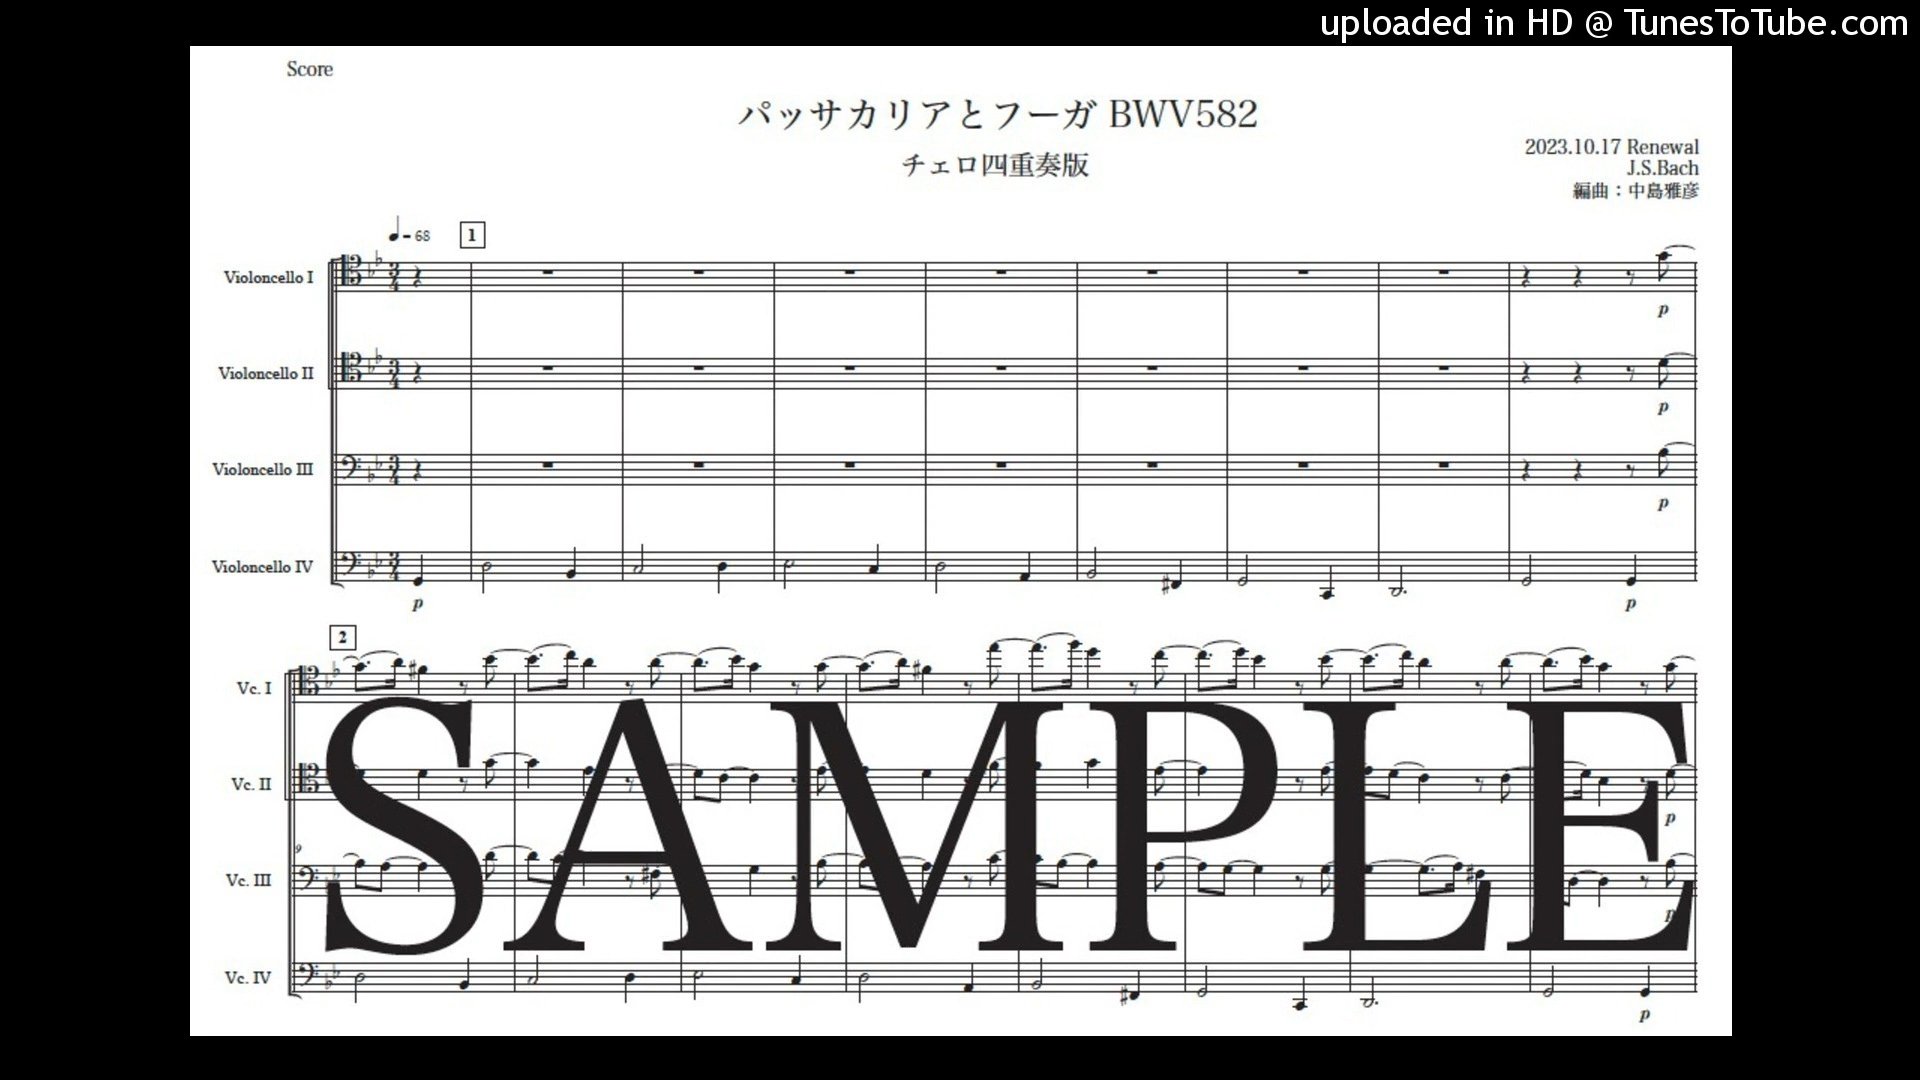 uploaded in HD @ TunesToTube.com
Score
パッサカリアとフーガ BWV582
チェロ四重奏版
2023.10.17 Renewal
J.S.Bach
編曲：中島雅彦
68
1
Violoncello I
p
Violoncello II
p
Violoncello III
p
Violoncello IV
p p
2
Vc. I
Vc. II
p
9
Vc. III
p
Vc. IV
p
SAMPLE